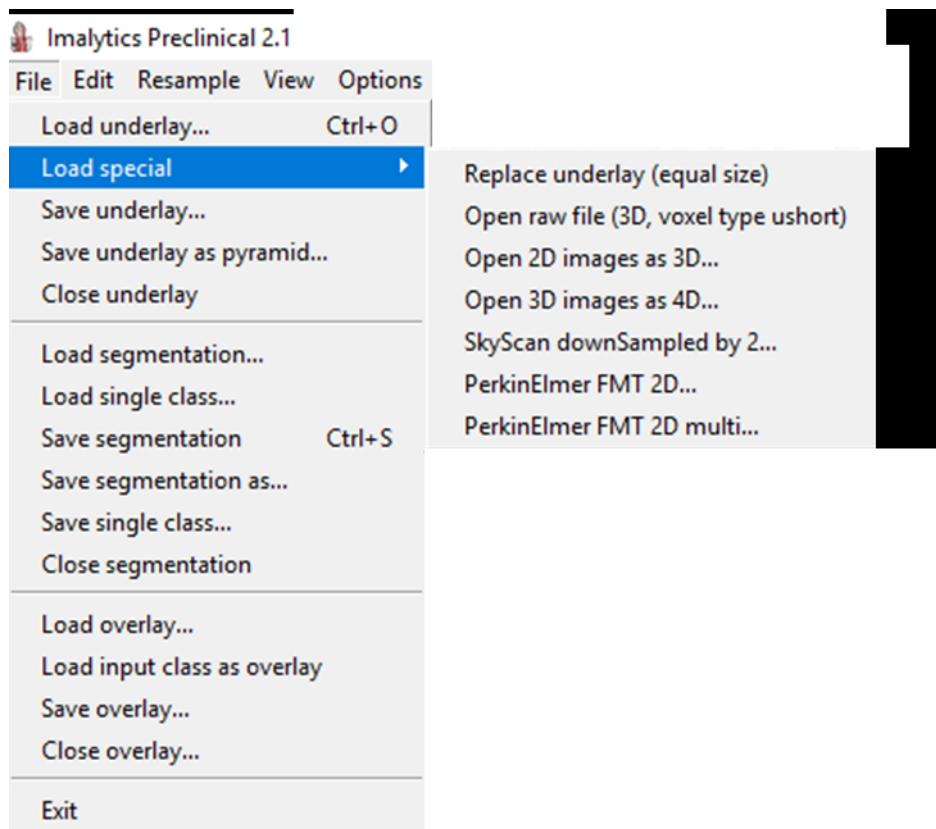 Imalytics Preclinical 2.1
File Edit Resample View Options
Load underlay... Ctrl+O
Load special
Save underlay...
Save underlay as pyramid...
Close underlay
Load segmentation...
Load single class...
Save segmentation Ctrl+S
Save segmentation as...
Save single class...
Close segmentation
Load overlay...
Load input class as overlay
Save overlay...
Close overlay...
Exit
Replace underlay (equal size)
Open raw file (3D, voxel type ushort)
Open 2D images as 3D...
Open 3D images as 4D...
SkyScan downSampled by 2...
PerkinElmer FMT 2D...
PerkinElmer FMT 2D multi...